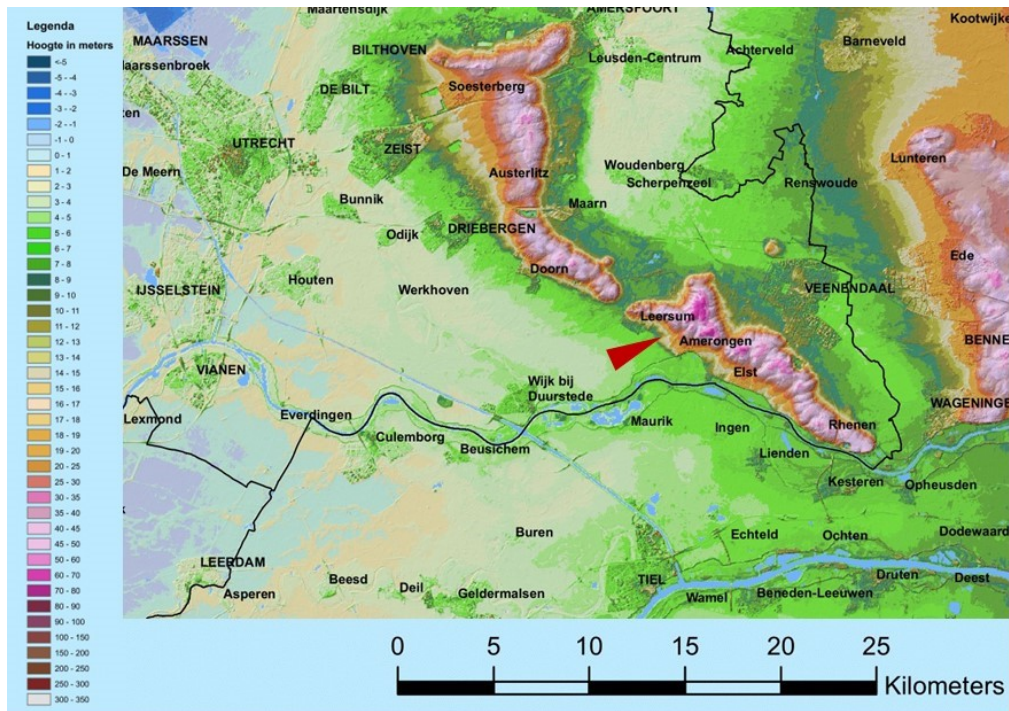 Legenda
Hoogte in meters
<-5
-5 - -4
-4 - -3
-3 - -2
-2 - -1
-1 - 0
0 - 1
1 - 2
2 - 3
3 - 4
4 - 5
5 - 6
6 - 7
7 - 8
8 - 9
9 - 10
10 - 11
11 - 12
12 - 13
13 - 14
14 - 15
15 - 16
16 - 17
17 - 18
18 - 19
19 - 20
20 - 25
25 - 30
30 - 35
35 - 40
40 - 45
45 - 50
50 - 60
60 - 70
70 - 80
80 - 90
90 - 100
100 - 150
150 - 200
200 - 250
250 - 300
300 - 350
Maartensdijk
AMERSFOORT
Kootwijke
MAARSSEN
BILTHOVEN
Barneveld
Achterveld
Leusden-Centrum
aarssenbroek
DE BILT
Soesterberg
zen
UTRECHT
ZEIST
Lunteren
De Meern
Austerlitz
Woudenberg
Scherpenzeel
Renswoude
Bunnik
Maarn
Odijk
DRIEBERGEN
Ede
Doorn
IJSSELSTEIN
Houten
Werkhoven
VEENENDAAL
Leersum
Amerongen
BENNE
VIANEN
Elst
Wijk bij
Duurstede
WAGENINGE
Lexmond
Everdingen
Maurik
Ingen
Rhenen
Culemborg
Beusichem
Lienden
Kesteren
Opheusden
Buren
Echteld
Ochten
Dodewaard
LEERDAM
Beesd
Deil
TIEL
Druten
Deest
Asperen
Geldermalsen
Wamel
Beneden-Leeuwen
0 5 10 15 20 25
Kilometers